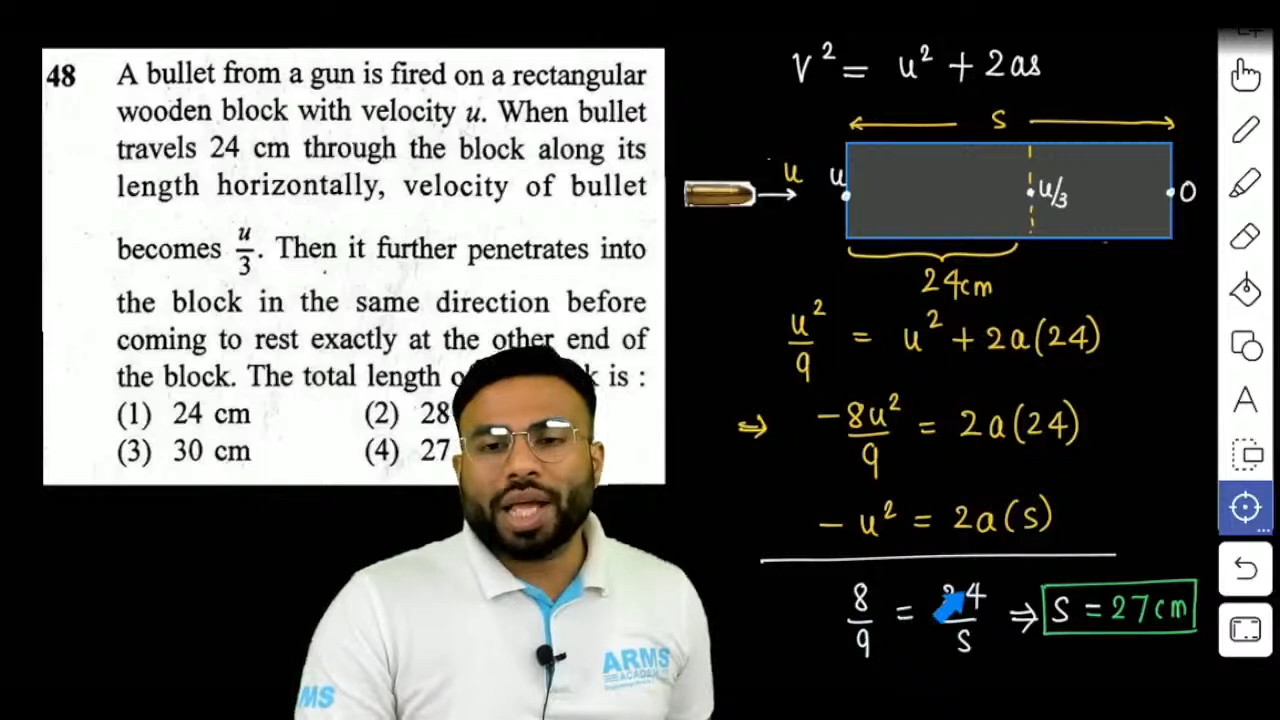 48 A bullet from a gun is fired on a rectangular
wooden block with velocity u. When bullet
travels 24 cm through the block along its
length horizontally, velocity of bullet
becomes u/3. Then it further penetrates into
the block in the same direction before
coming to rest exactly at the other end of
the block. The total length is :
(1) 24 cm (2) 28
(3) 30 cm (4) 27
V² = u² + 2as
s
u u u/3 0
24cm
u²/9 = u² + 2a(24)
⇒ -8u²/9 = 2a(24)
-u² = 2a(s)
8/9 = 24/s ⇒ S = 27cm
A
ARMS
MS